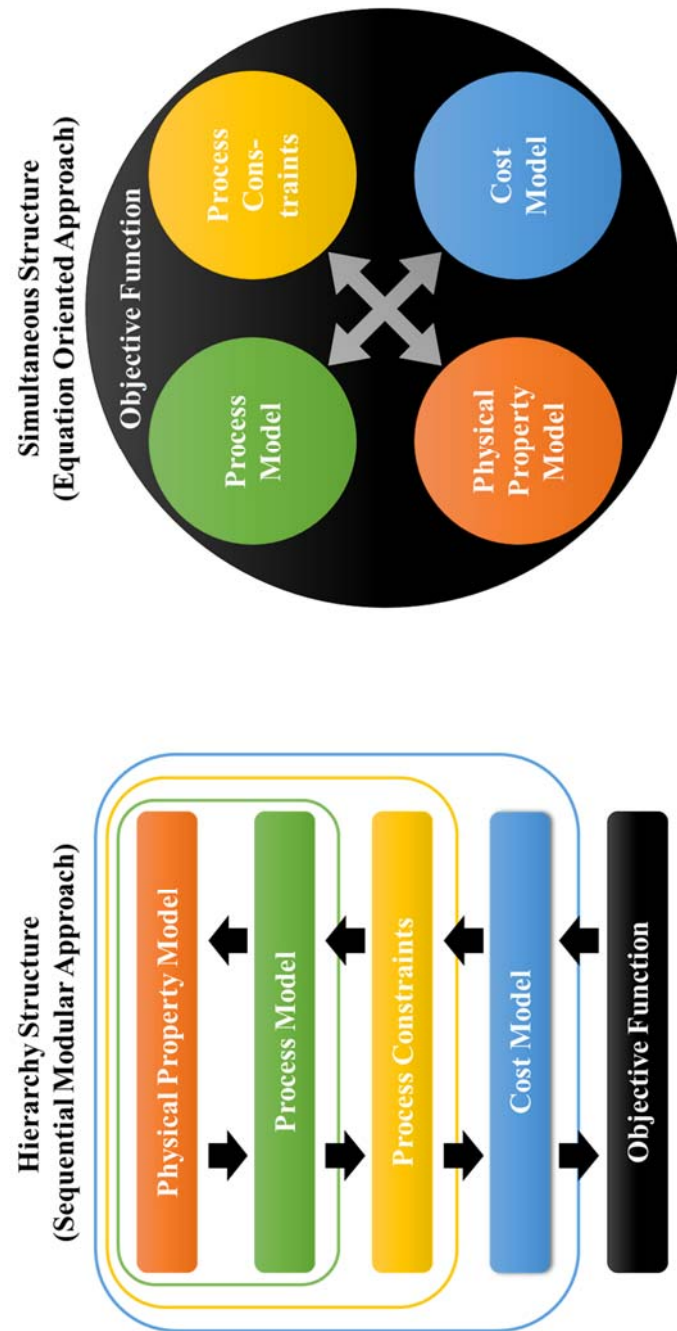 Hierarchy Structure
(Sequential Modular Approach)
Physical Property Model
Process Model
Process Constraints
Cost Model
Objective Function
Simultaneous Structure
(Equation Oriented Approach)
Objective Function
Process
Model
Process
Cons-
traints
Physical
Property
Model
Cost
Model